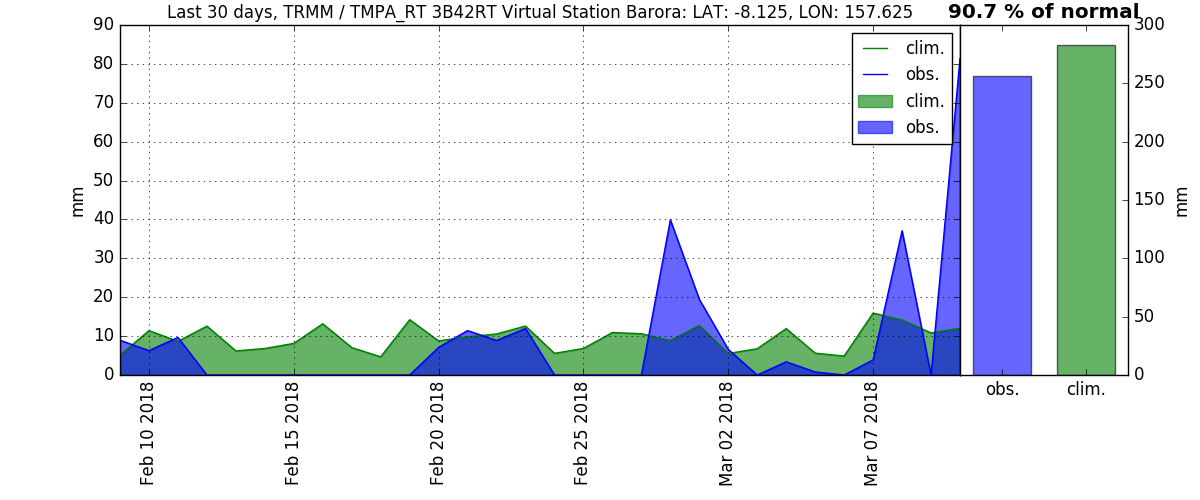 Last 30 days, TRMM / TMPA_RT 3B42RT Virtual Station Barora: LAT: -8.125, LON: 157.625
90.7 % of normal
90
80
70
60
50
40
30
20
10
0
mm
clim.
obs.
clim.
obs.
Feb 10 2018
Feb 15 2018
Feb 20 2018
Feb 25 2018
Mar 02 2018
Mar 07 2018
300
250
200
150
100
50
0
mm
obs.
clim.